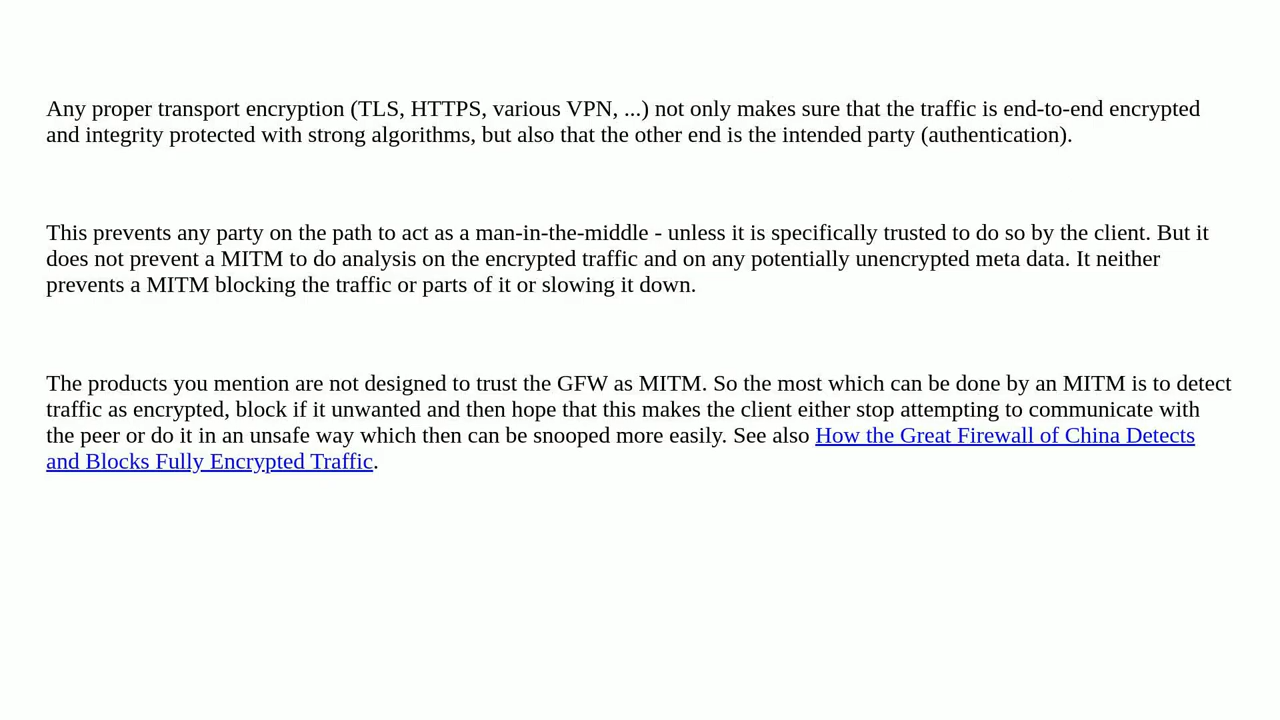 Any proper transport encryption (TLS, HTTPS, various VPN, ...) not only makes sure that the traffic is end-to-end encrypted
and integrity protected with strong algorithms, but also that the other end is the intended party (authentication).
This prevents any party on the path to act as a man-in-the-middle - unless it is specifically trusted to do so by the client. But it
does not prevent a MITM to do analysis on the encrypted traffic and on any potentially unencrypted meta data. It neither
prevents a MITM blocking the traffic or parts of it or slowing it down.
The products you mention are not designed to trust the GFW as MITM. So the most which can be done by an MITM is to detect
traffic as encrypted, block if it unwanted and then hope that this makes the client either stop attempting to communicate with
the peer or do it in an unsafe way which then can be snooped more easily. See also How the Great Firewall of China Detects
and Blocks Fully Encrypted Traffic.